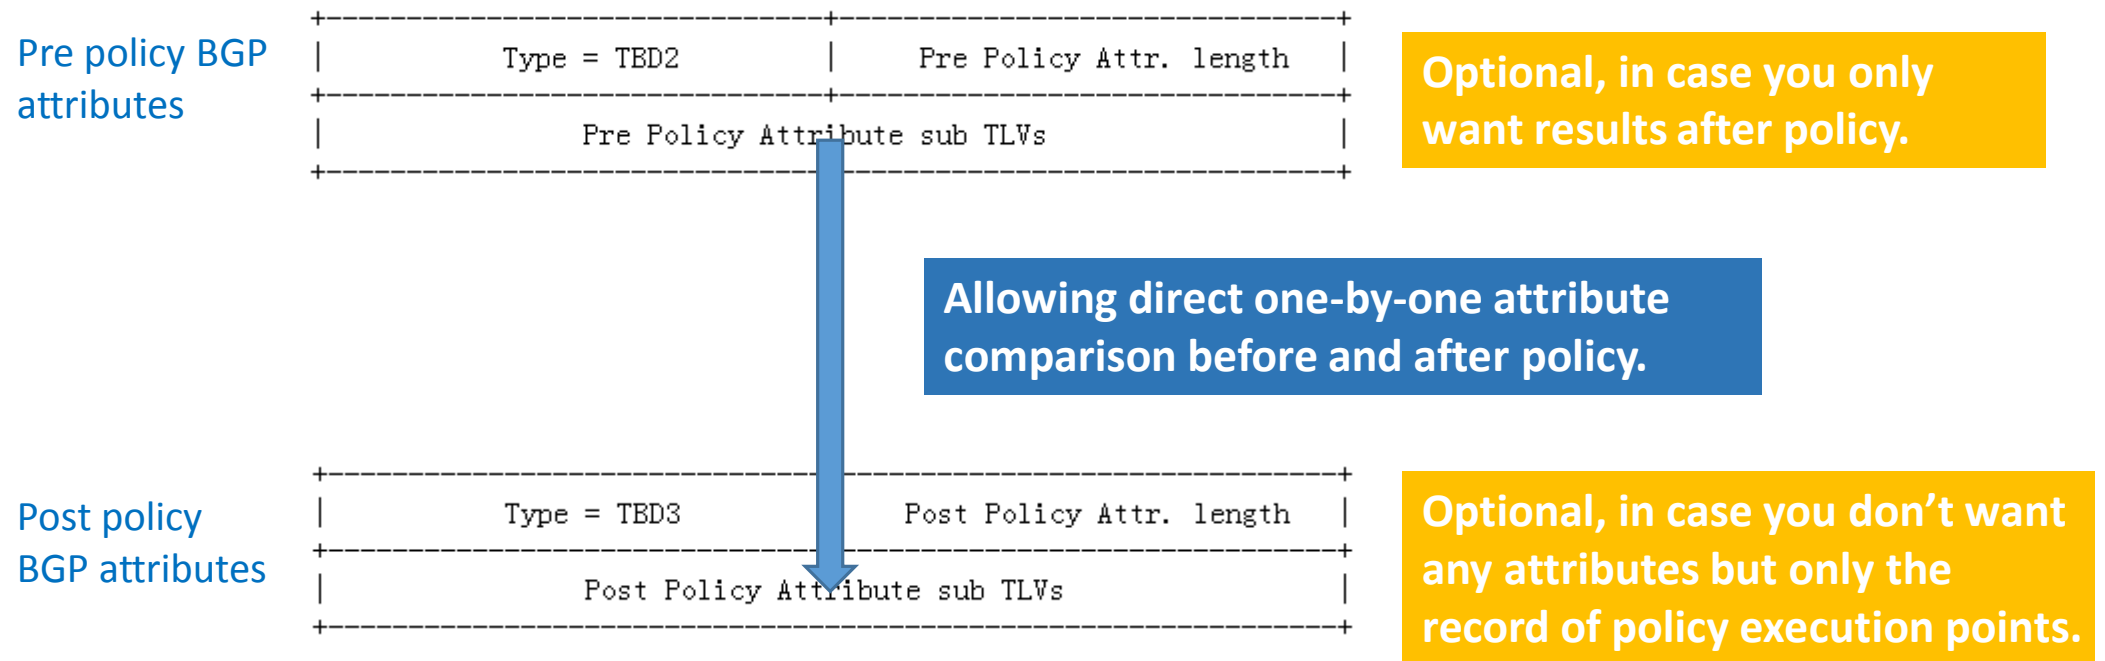 Pre policy BGP
attributes
Type = TBD2
Pre Policy Attr. length
Pre Policy Attribute sub TLVs
Optional, in case you only
want results after policy.
Allowing direct one-by-one attribute
comparison before and after policy.
Post policy
BGP attributes
Type = TBD3
Post Policy Attr. length
Post Policy Attribute sub TLVs
Optional, in case you don’t want
any attributes but only the
record of policy execution points.